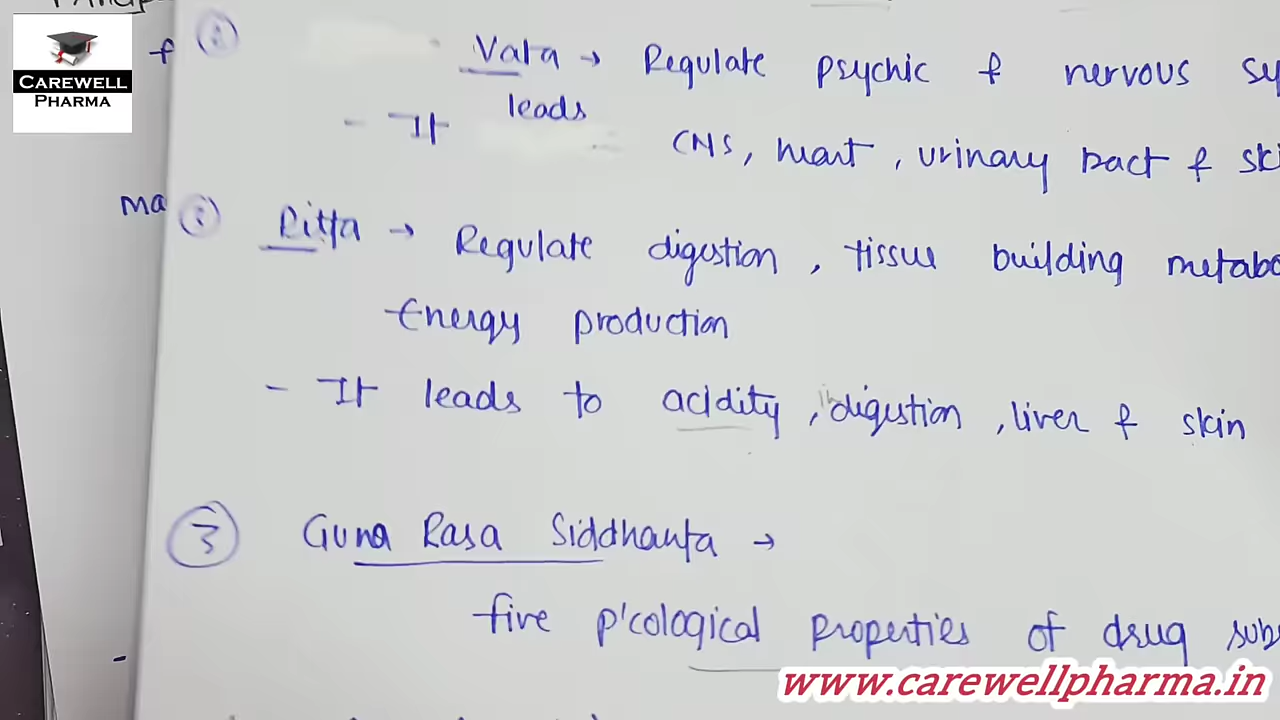 CAREWELL
PHARMA
Vata → Regulate psychic & nervous sy
- It leads
CNS, heart, urinary tract & ski
ma
Pitta → Regulate digestion, tissue building metabo
Energy production
- It leads to acidity, indigestion, liver & skin
3 Guna Rasa Siddhanta →
five p'cological properties of drug subs
www.carewellpharma.in